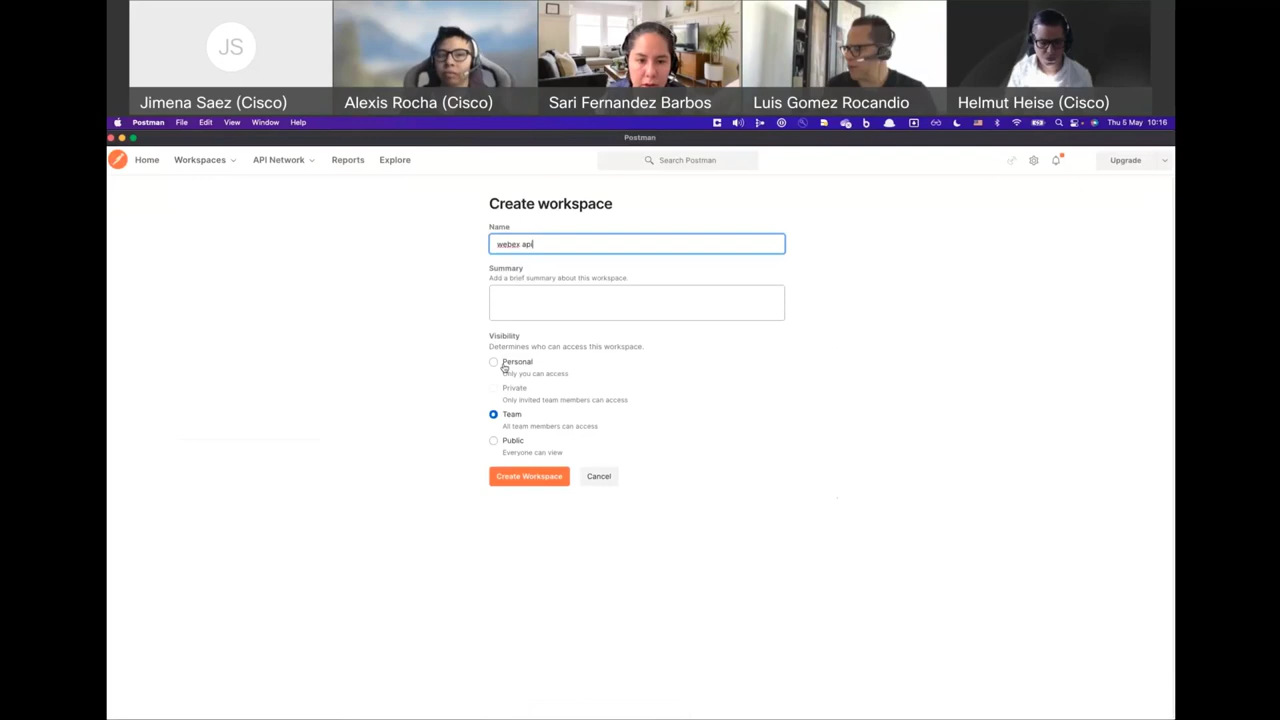 JS
Jimena Saez (Cisco)
Alexis Rocha (Cisco)
Sari Fernandez Barbos
Luis Gomez Rocandio
Helmut Heise (Cisco)
Postman File Edit View Window Help
Thu 5 May 10:16
Postman
Home Workspaces API Network Reports Explore
Search Postman
Upgrade
Create workspace
Name
webex api
Summary
Add a brief summary about this workspace.
Visibility
Determines who can access this workspace.
Personal
Only you can access
Private
Only invited team members can access
Team
All team members can access
Public
Everyone can view
Create Workspace Cancel